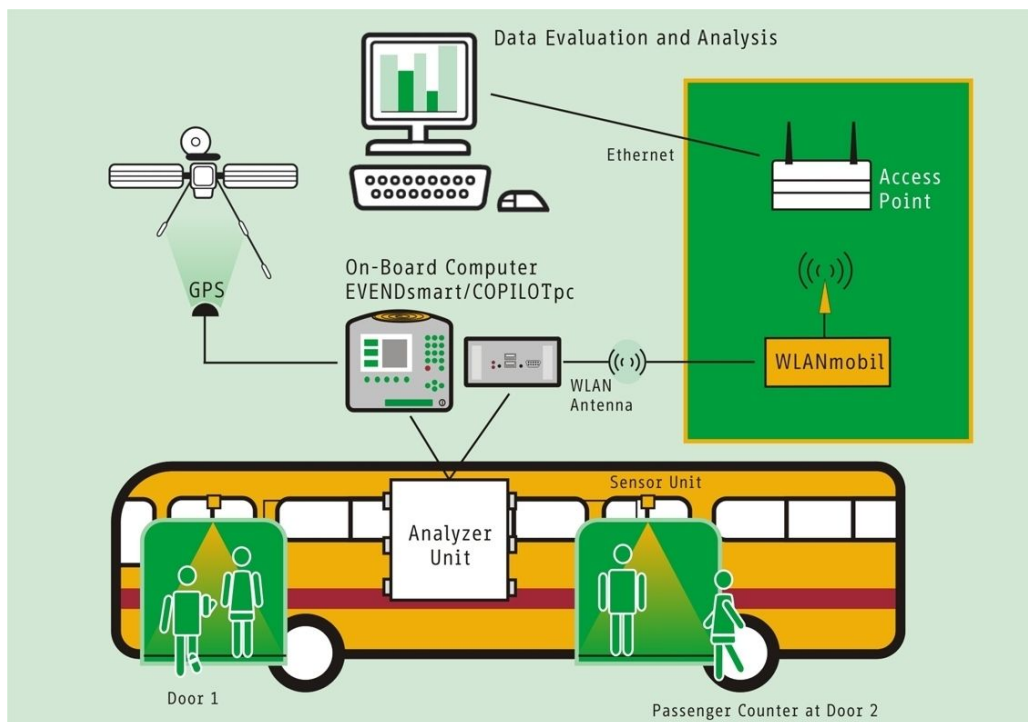 Data Evaluation and Analysis
Ethernet
Access
Point
GPS
On-Board Computer
EVENDsmart/COPILOTpc
WLANmobil
WLAN
Antenna
Sensor Unit
Analyzer
Unit
Door 1
Passenger Counter at Door 2